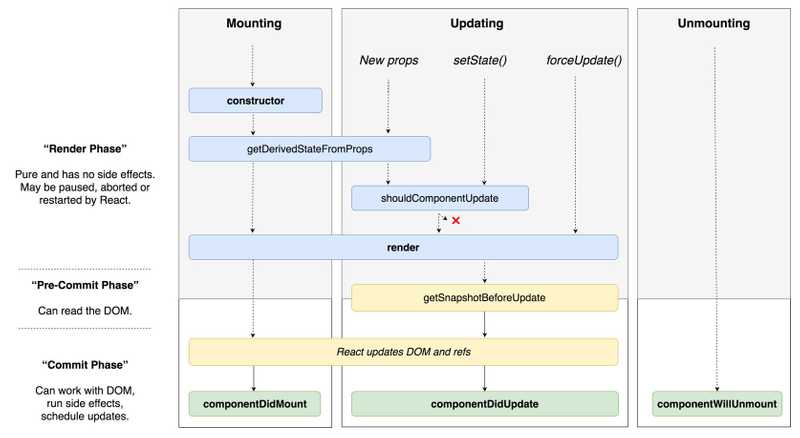 Mounting
Updating
Unmounting
New props
setState()
forceUpdate()
constructor
“Render Phase”
getDerivedStateFromProps
Pure and has no side effects.
May be paused, aborted or
restarted by React.
shouldComponentUpdate
render
“Pre-Commit Phase”
getSnapshotBeforeUpdate
Can read the DOM.
React updates DOM and refs
“Commit Phase”
Can work with DOM,
run side effects,
schedule updates.
componentDidMount
componentDidUpdate
componentWillUnmount